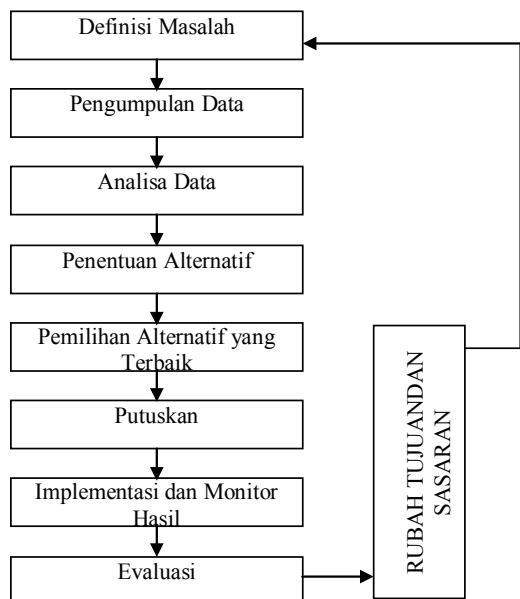 Definisi Masalah
Pengumpulan Data
Analisa Data
Penentuan Alternatif
Pemilihan Alternatif yang
Terbaik
Putuskan
Implementasi dan Monitor
Hasil
Evaluasi
RUBAH TUJUANDAN
SASARAN